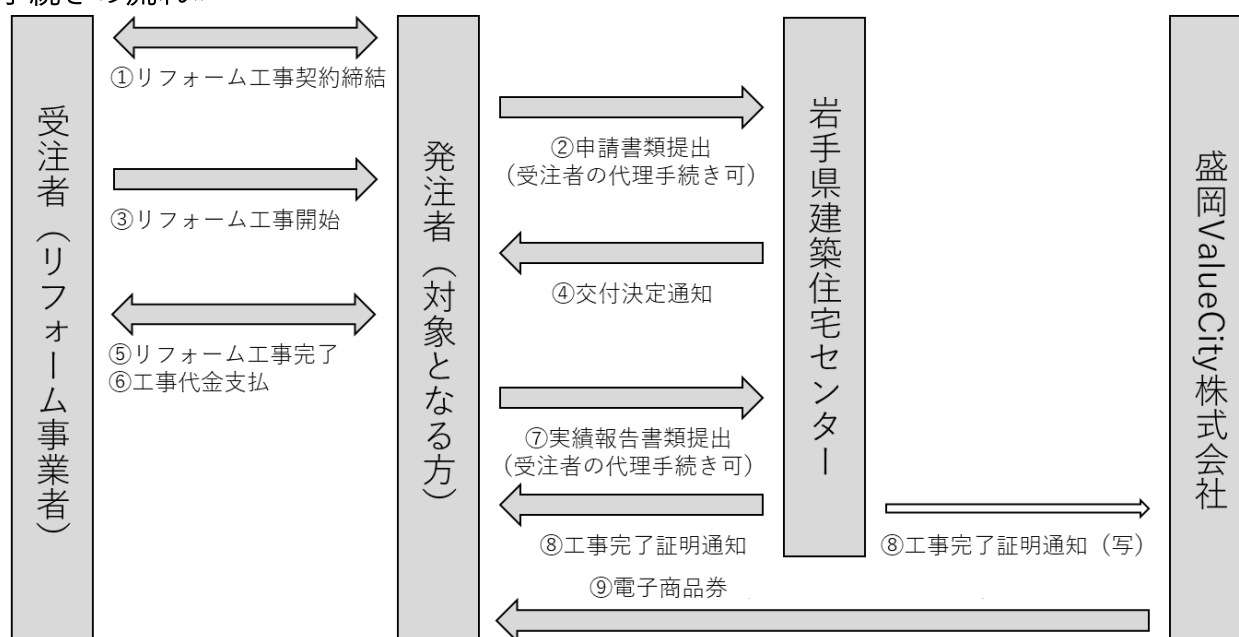 受注者（リフォーム事業者）
発注者（対象となる方）
岩手県建築住宅センター
盛岡ValueCity株式会社
①リフォーム工事契約締結
②申請書類提出
（受注者の代理手続き可）
③リフォーム工事開始
④交付決定通知
⑤リフォーム工事完了
⑥工事代金支払
⑦実績報告書類提出
（受注者の代理手続き可）
⑧工事完了証明通知
⑧工事完了証明通知（写）
⑨電子商品券